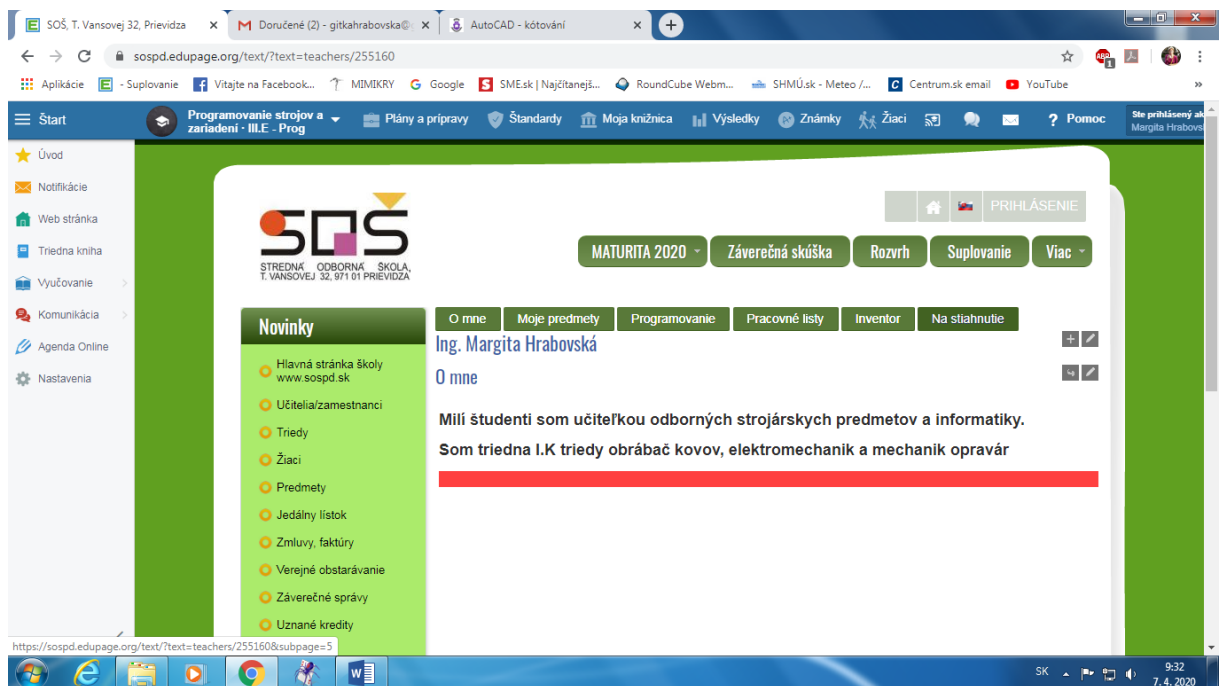 SOŠ, T. Vansovej 32, Prievidza
Doručené (2) - gitkahrabovska@
AutoCAD - kótování
sospd.edupage.org/text/?text=teachers/255160
Aplikácie
- Suplovanie
Vitajte na Facebook...
MIMIKRY
Google
SME.sk | Najčítanejš...
RoundCube Webm...
SHMÚ.sk - Meteo /...
Centrum.sk email
YouTube
»
Štart
Programovanie strojov a
zariadení · III.E - Prog
Plány a prípravy
Štandardy
Moja knižnica
Výsledky
Známky
Žiaci
? Pomoc
Ste prihlásený ak
Margita Hrabovs
Úvod
Notifikácie
Web stránka
Triedna kniha
Vyučovanie
Komunikácia
Agenda Online
Nastavenia
SOŠ
STREDNÁ ODBORNÁ ŠKOLA,
T. VANSOVEJ 32, 971 01 PRIEVIDZA
PRIHLÁSENIE
MATURITA 2020
Záverečná skúška
Rozvrh
Suplovanie
Viac
Novinky
Hlavná stránka školy
www.sospd.sk
Učitelia/zamestnanci
Triedy
Žiaci
Predmety
Jedálny lístok
Zmluvy, faktúry
Verejné obstarávanie
Záverečné správy
Uznané kredity
O mne
Moje predmety
Programovanie
Pracovné listy
Inventor
Na stiahnutie
Ing. Margita Hrabovská
O mne
Milí študenti som učiteľkou odborných strojárskych predmetov a informatiky.
Som triedna I.K triedy obrábač kovov, elektromechanik a mechanik opravár
https://sospd.edupage.org/text/?text=teachers/255160&subpage=5
SK
9:32
7. 4. 2020